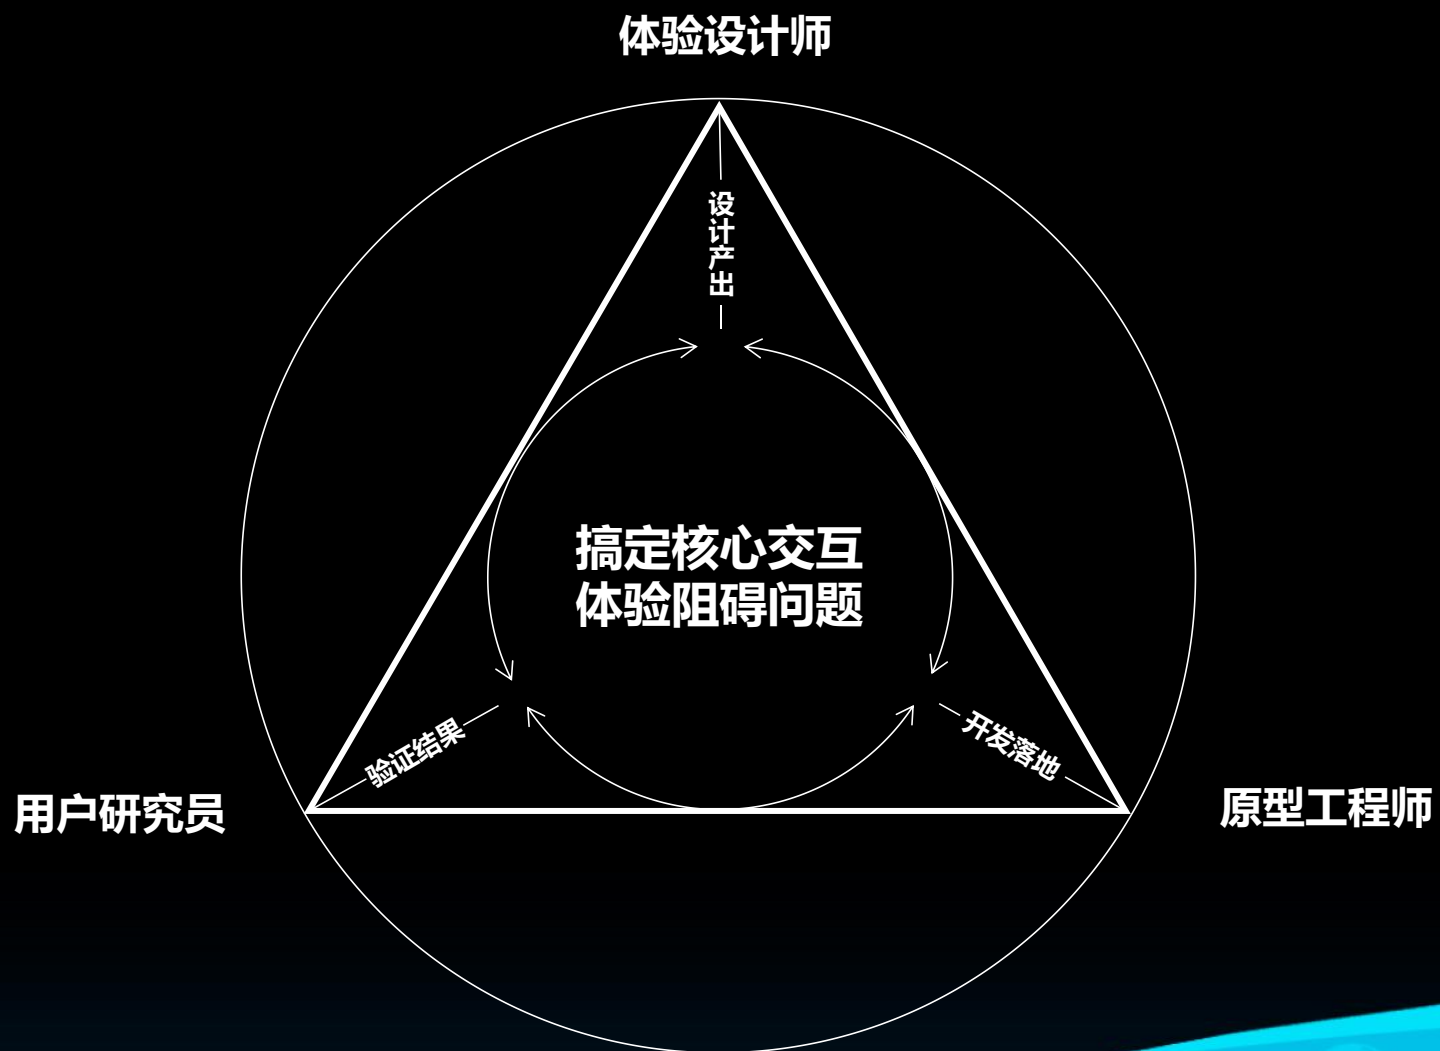 体验设计师
设计产出
搞定核心交互
体验阻碍问题
验证结果
开发落地
用户研究员
原型工程师